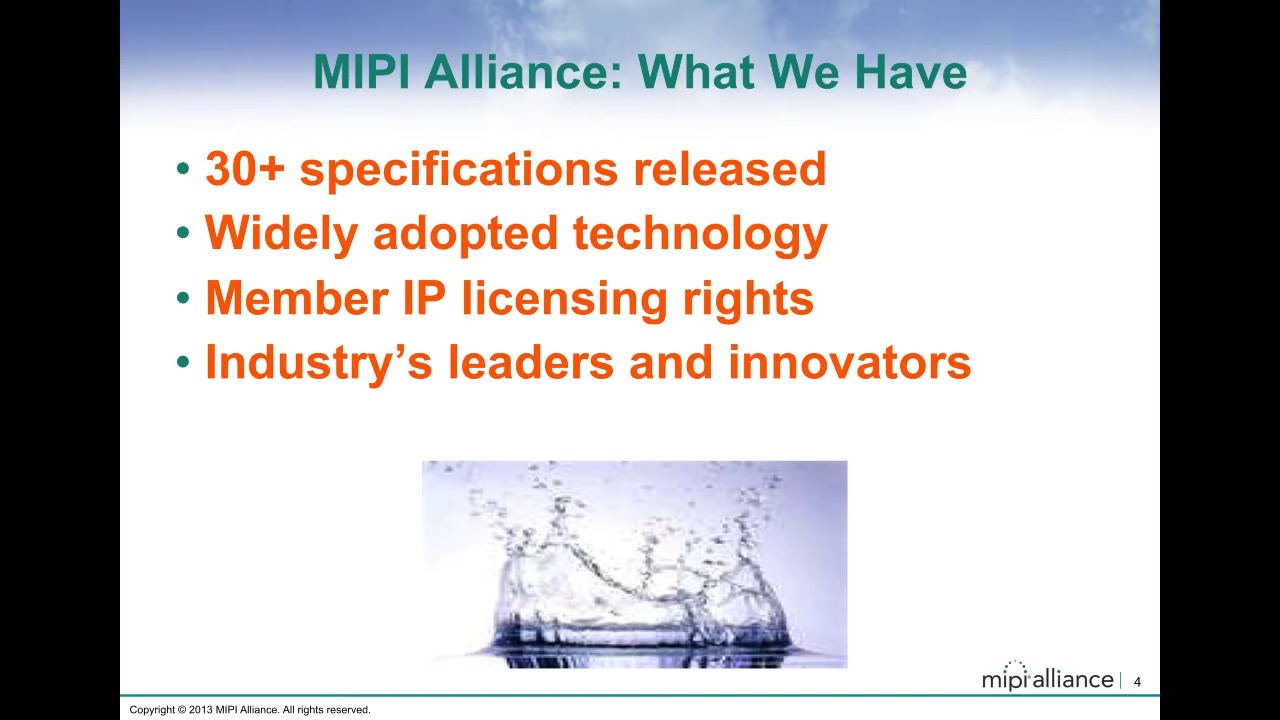 MIPI Alliance: What We Have
• 30+ specifications released
• Widely adopted technology
• Member IP licensing rights
• Industry’s leaders and innovators
mipi alliance | 4
Copyright © 2013 MIPI Alliance. All rights reserved.